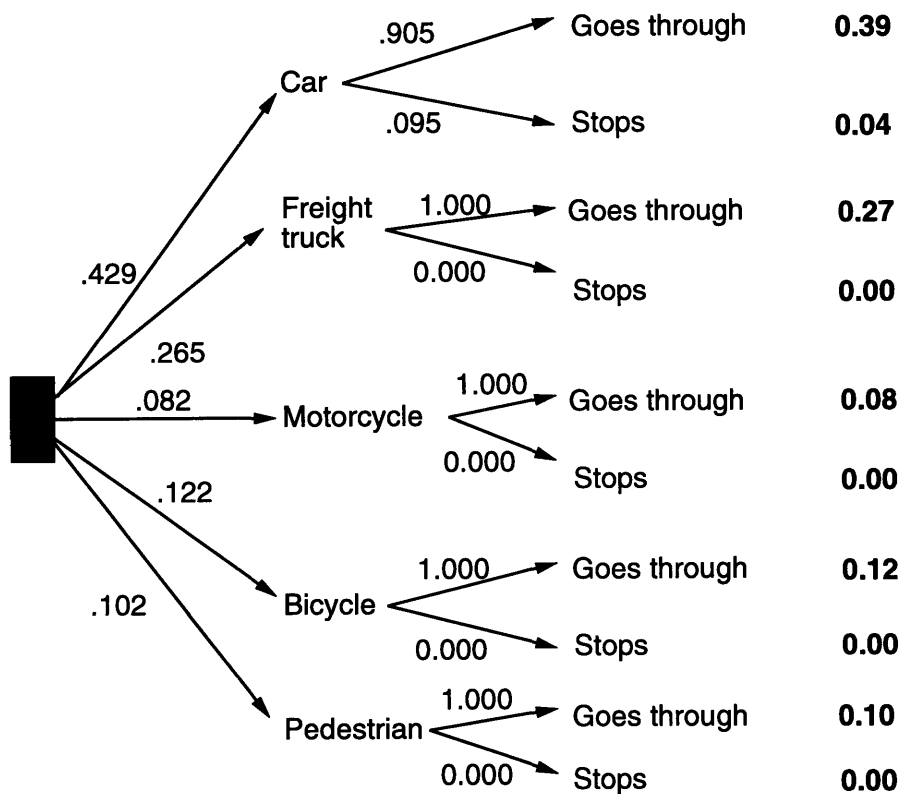 .905 Goes through 0.39
Car
.095 Stops 0.04
Freight
truck
1.000 Goes through 0.27
0.000 Stops 0.00
.429
.265
.082 Motorcycle
1.000 Goes through 0.08
0.000 Stops 0.00
.122
Bicycle
1.000 Goes through 0.12
0.000 Stops 0.00
.102
Pedestrian
1.000 Goes through 0.10
0.000 Stops 0.00